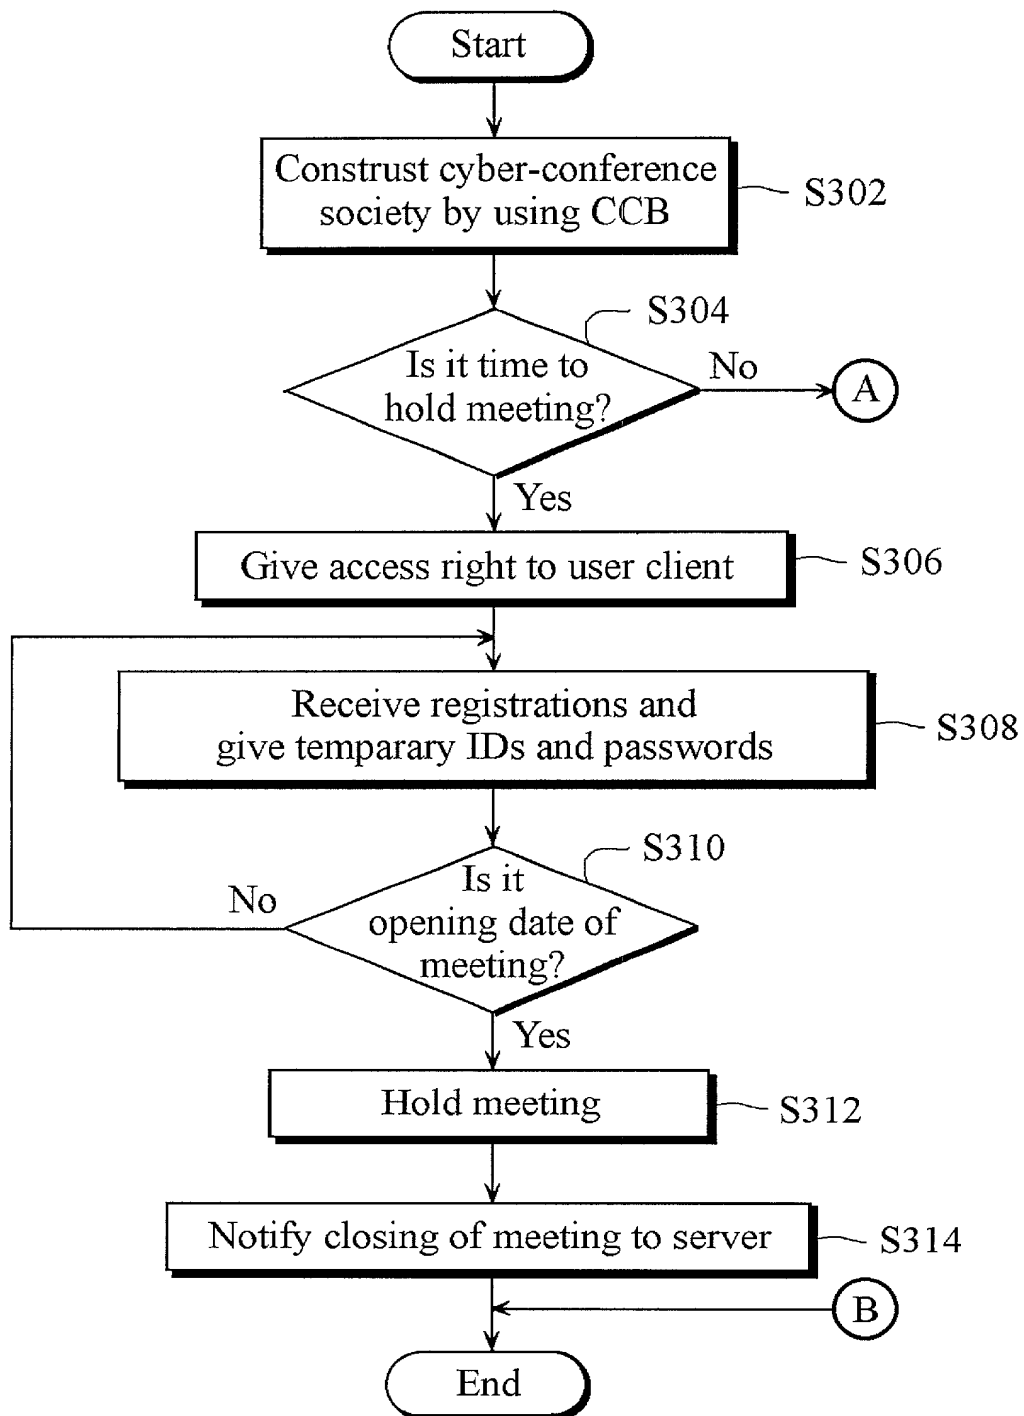 Start
Construst cyber-conference
society by using CCB
S302
S304
Is it time to
hold meeting?
No
A
Yes
Give access right to user client
S306
Receive registrations and
give temparary IDs and passwords
S308
S310
Is it
opening date of
meeting?
No
Yes
Hold meeting
S312
Notify closing of meeting to server
S314
B
End